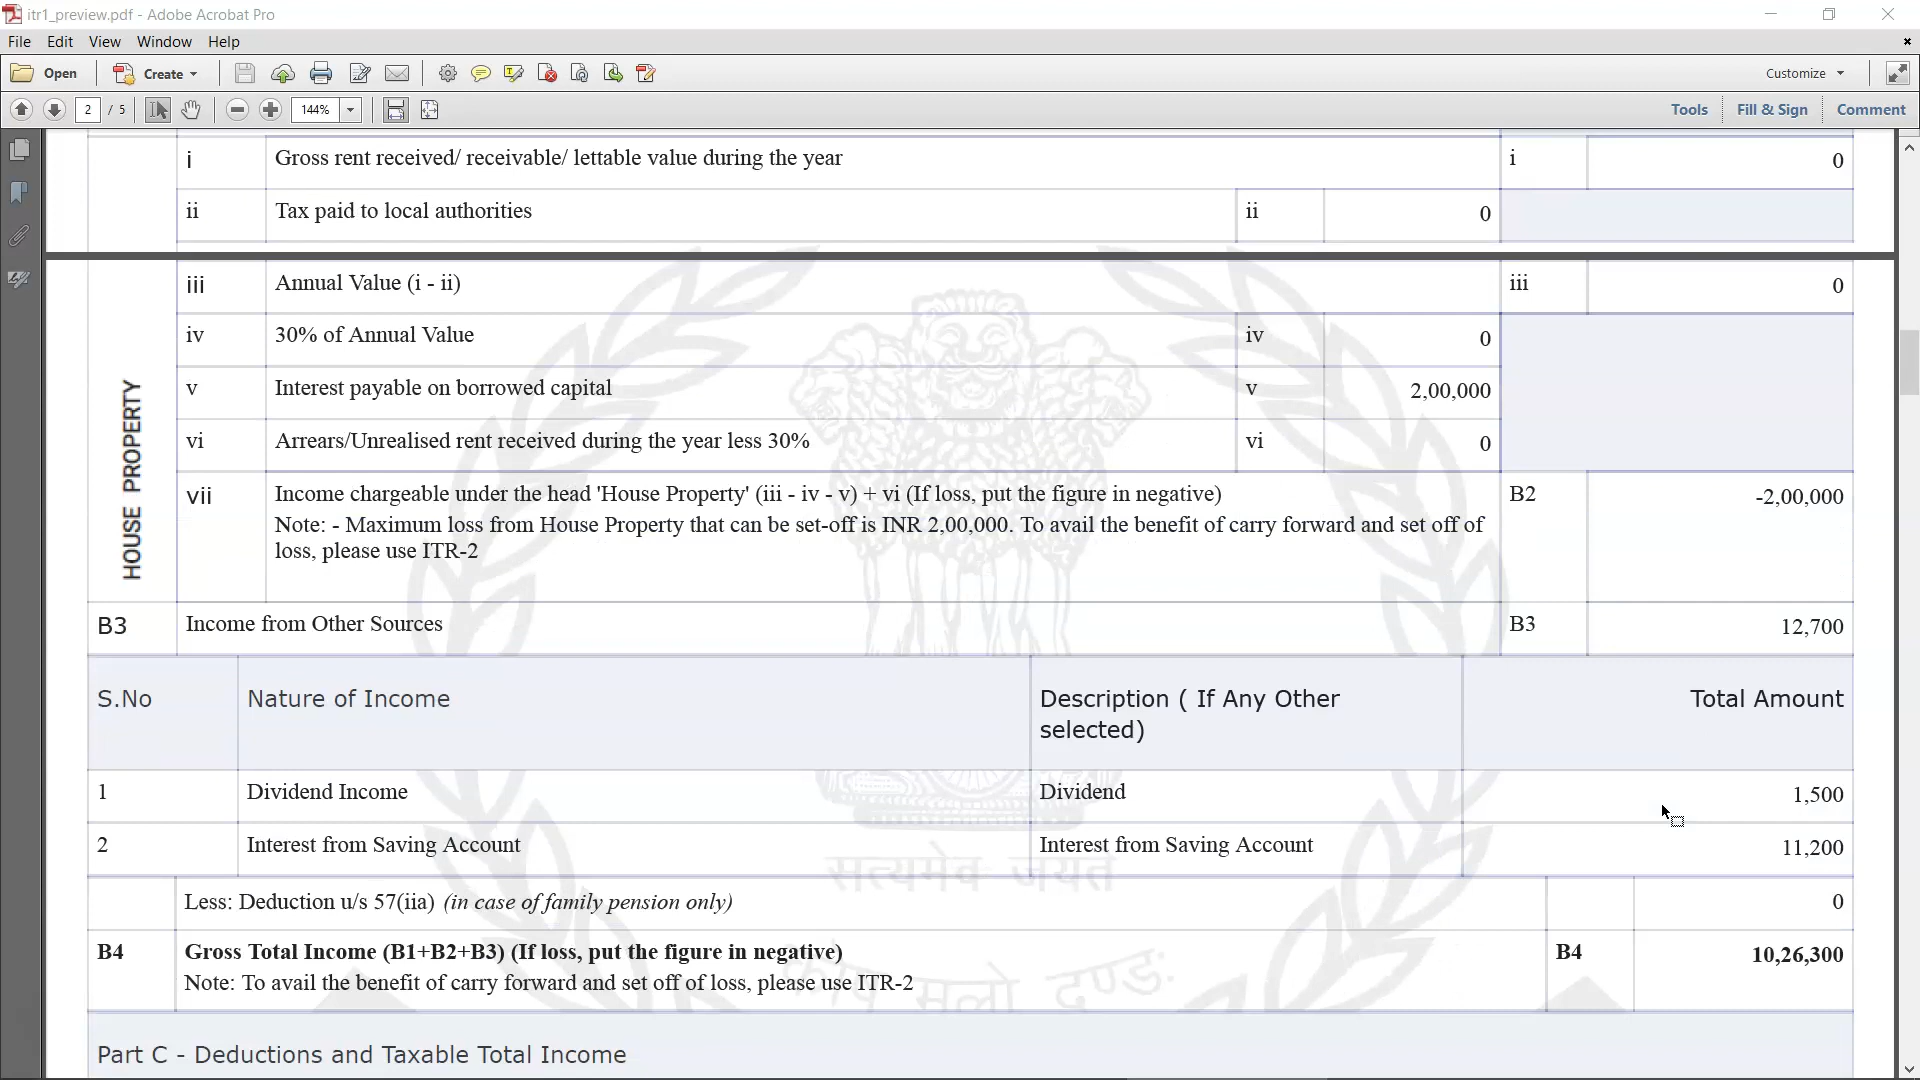 itr1_preview.pdf - Adobe Acrobat Pro
File Edit View Window Help
Open Create Customize
2 / 5 144% Tools Fill & Sign Comment
i Gross rent received/ receivable/ lettable value during the year i 0
ii Tax paid to local authorities ii 0
HOUSE PROPERTY
iii Annual Value (i - ii) iii 0
iv 30% of Annual Value iv 0
v Interest payable on borrowed capital v 2,00,000
vi Arrears/Unrealised rent received during the year less 30% vi 0
vii Income chargeable under the head 'House Property' (iii - iv - v) + vi (If loss, put the figure in negative) B2 -2,00,000
Note: - Maximum loss from House Property that can be set-off is INR 2,00,000. To avail the benefit of carry forward and set off of
loss, please use ITR-2
B3 Income from Other Sources B3 12,700
S.No Nature of Income Description ( If Any Other Total Amount
selected)
1 Dividend Income Dividend 1,500
2 Interest from Saving Account Interest from Saving Account 11,200
सत्यमेव जयते
Less: Deduction u/s 57(iia) (in case of family pension only) 0
B4 Gross Total Income (B1+B2+B3) (If loss, put the figure in negative) B4 10,26,300
Note: To avail the benefit of carry forward and set off of loss, please use ITR-2
Part C - Deductions and Taxable Total Income